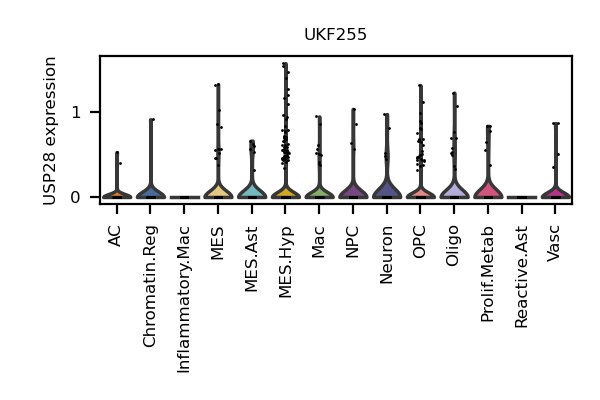 UKF255
USP28 expression
1
0
AC
Chromatin.Reg
Inflammatory.Mac
MES
MES.Ast
MES.Hyp
Mac
NPC
Neuron
OPC
Oligo
Prolif.Metab
Reactive.Ast
Vasc